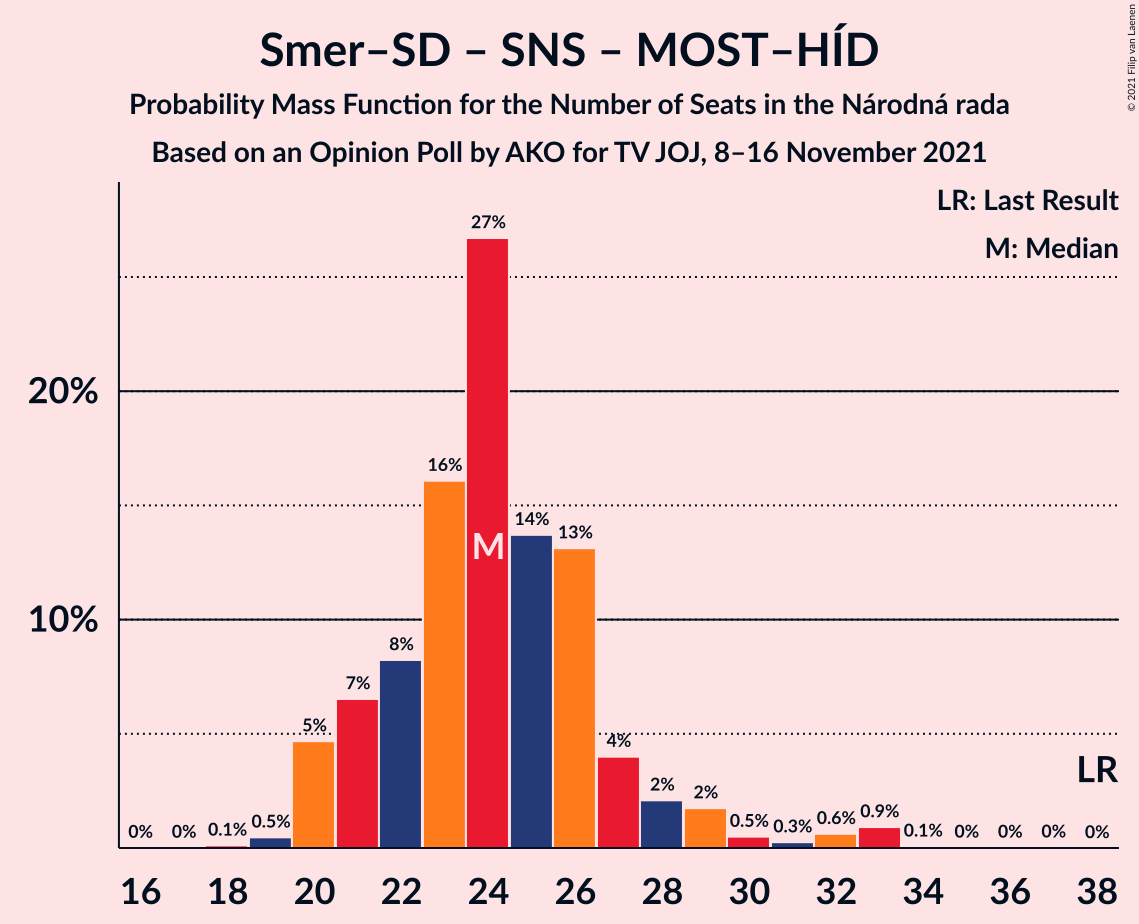 Smer–SD – SNS – MOST–HÍD
Probability Mass Function for the Number of Seats in the Národná rada
Based on an Opinion Poll by AKO for TV JOJ, 8–16 November 2021
© 2021 Filip van Laenen
LR: Last Result
M: Median
27%
20%
16%
14%
13%
M
10%
8%
7%
5%
4%
LR
2%
2%
0%
0%
0.1%
0.5%
0.5%
0.3%
0.6%
0.9%
0.1%
0%
0%
0%
0%
16 18 20 22 24 26 28 30 32 34 36 38